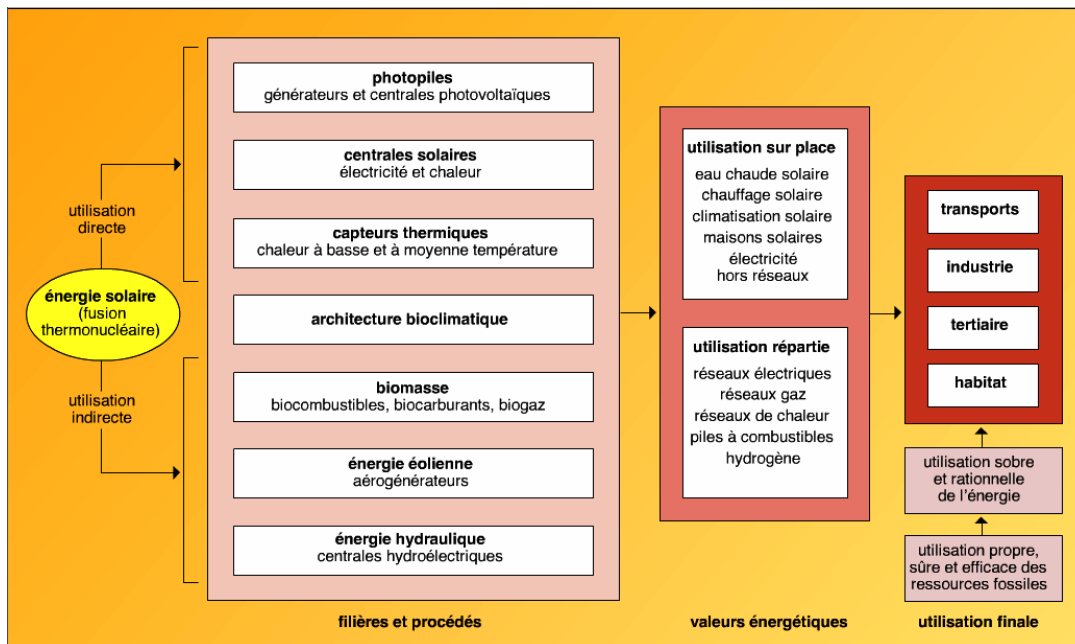 utilisation
directe
énergie solaire
(fusion
thermonucléaire)
utilisation
indirecte
photopiles
générateurs et centrales photovoltaïques
centrales solaires
électricité et chaleur
capteurs thermiques
chaleur à basse et à moyenne température
architecture bioclimatique
biomasse
biocombustibles, biocarburants, biogaz
énergie éolienne
aérogénérateurs
énergie hydraulique
centrales hydroélectriques
filières et procédés
utilisation sur place
eau chaude solaire
chauffage solaire
climatisation solaire
maisons solaires
électricité
hors réseaux
utilisation répartie
réseaux électriques
réseaux gaz
réseaux de chaleur
piles à combustibles
hydrogène
valeurs énergétiques
transports
industrie
tertiaire
habitat
utilisation sobre
et rationnelle
de l'énergie
utilisation propre,
sûre et efficace des
ressources fossiles
utilisation finale